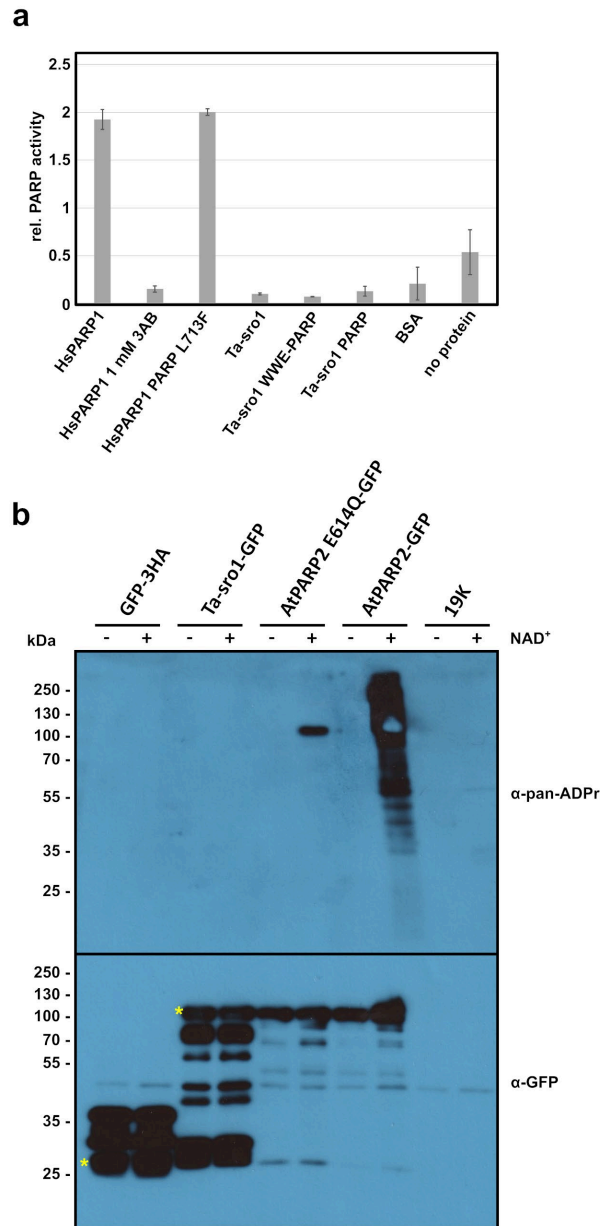 a
rel. PARP activity
2.5
2
1.5
1
0.5
0
HsPARP1
HsPARP1 1 mM 3AB
HsPARP1 PARP L713F
Ta-sro1
Ta-sro1 WWE-PARP
Ta-sro1 PARP
BSA
no protein
b
GFP-3HA
Ta-sro1-GFP
AtPARP2 E614Q-GFP
AtPARP2-GFP
19K
kDa - + - + - + - + - + NAD⁺
250 -
130 -
100 -
70 -
55 -
35 -
25 -
α-pan-ADPr
250 -
130 -
100 -
70 -
55 -
35 -
25 -
*
*
α-GFP